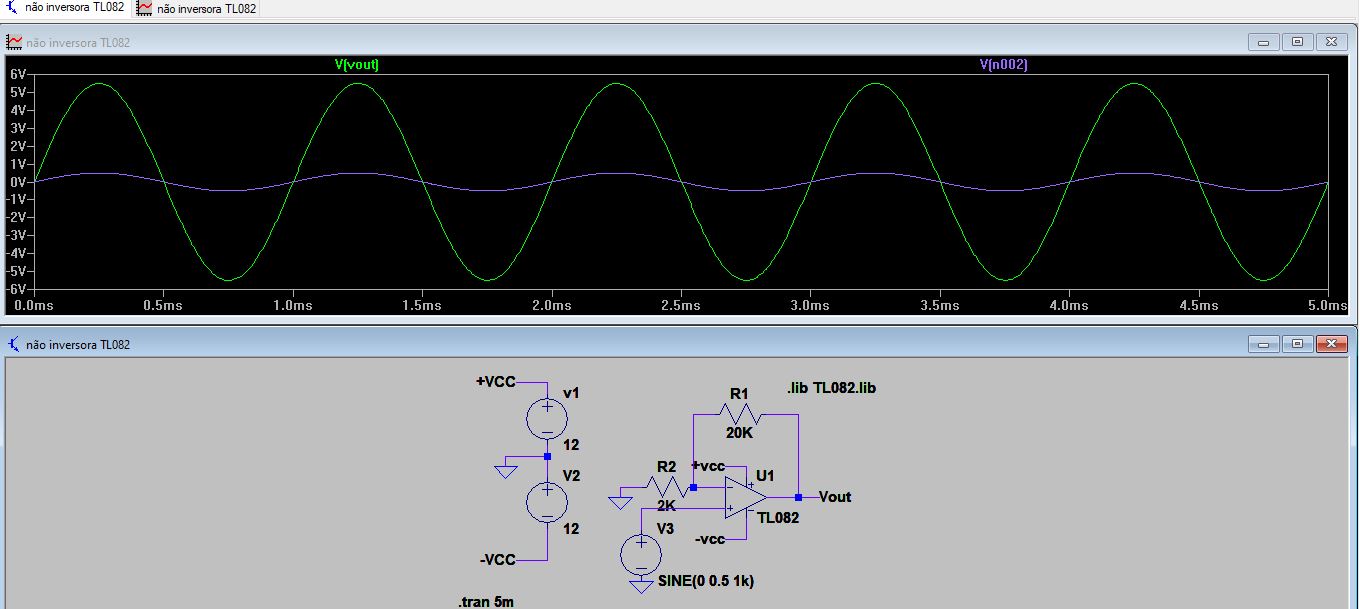 não inversora TL082 não inversora TL082
não inversora TL082
V(vout) V(n002)
6V
5V
4V
3V
2V
1V
0V
-1V
-2V
-3V
-4V
-5V
-6V
0.0ms 0.5ms 1.0ms 1.5ms 2.0ms 2.5ms 3.0ms 3.5ms 4.0ms 4.5ms 5.0ms
não inversora TL082
+VCC
v1
12
V2
12
-VCC
.tran 5m
R1
20K
.lib TL082.lib
R2
2K
+vcc
U1
Vout
TL082
-vcc
V3
SINE(0 0.5 1k)